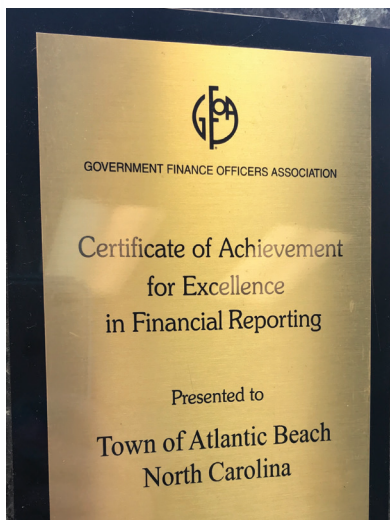 GFOA
GOVERNMENT FINANCE OFFICERS ASSOCIATION
Certificate of Achievement
for Excellence
in Financial Reporting
Presented to
Town of Atlantic Beach
North Carolina